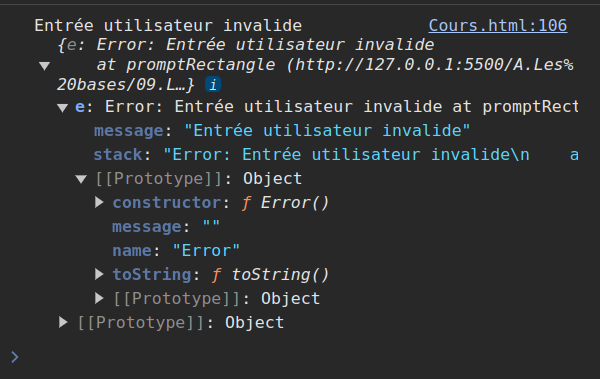 Entrée utilisateur invalide Cours.html:106
{e: Error: Entrée utilisateur invalide
at promptRectangle (http://127.0.0.1:5500/A.Les%
20bases/09.L…} i
e: Error: Entrée utilisateur invalide at promptRect
message: "Entrée utilisateur invalide"
stack: "Error: Entrée utilisateur invalide\n    a
[[Prototype]]: Object
constructor: ƒ Error()
message: ""
name: "Error"
toString: ƒ toString()
[[Prototype]]: Object
[[Prototype]]: Object